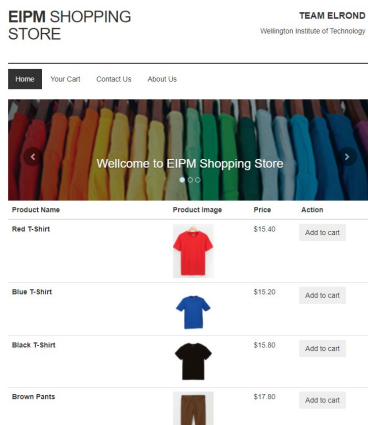 EIPM SHOPPING
STORE
TEAM ELROND
Wellington Institute of Technology
Home Your Cart Contact Us About Us
Wellcome to EIPM Shopping Store
Product Name Product Image Price Action
Red T-Shirt $15.40 Add to cart
Blue T-Shirt $15.20 Add to cart
Black T-Shirt $15.80 Add to cart
Brown Pants $17.80 Add to cart